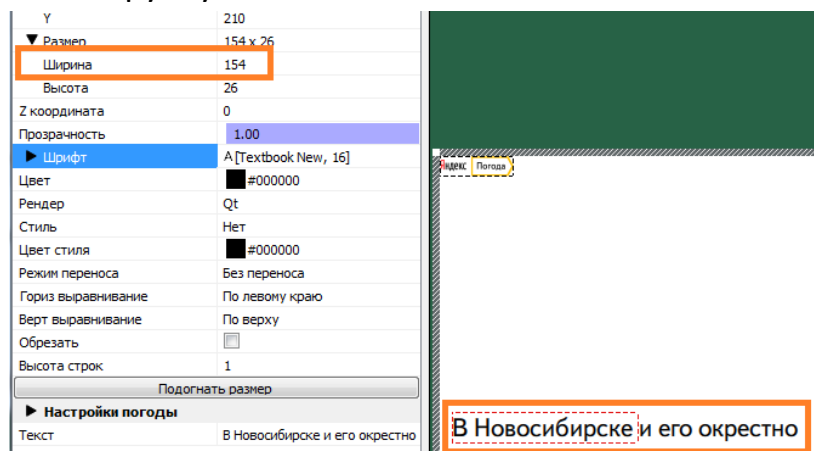 Y 210
Размер 154 x 26
Ширина 154
Высота 26
Z координата 0
Прозрачность 1.00
Шрифт A [Textbook New, 16]
Цвет #000000
Рендер Qt
Стиль Нет
Цвет стиля #000000
Режим переноса Без переноса
Гориз выравнивание По левому краю
Верт выравнивание По верху
Обрезать
Высота строк 1
Подогнать размер
Настройки погоды
Текст В Новосибирске и его окрестно
Яндекс Погода
В Новосибирске и его окрестно